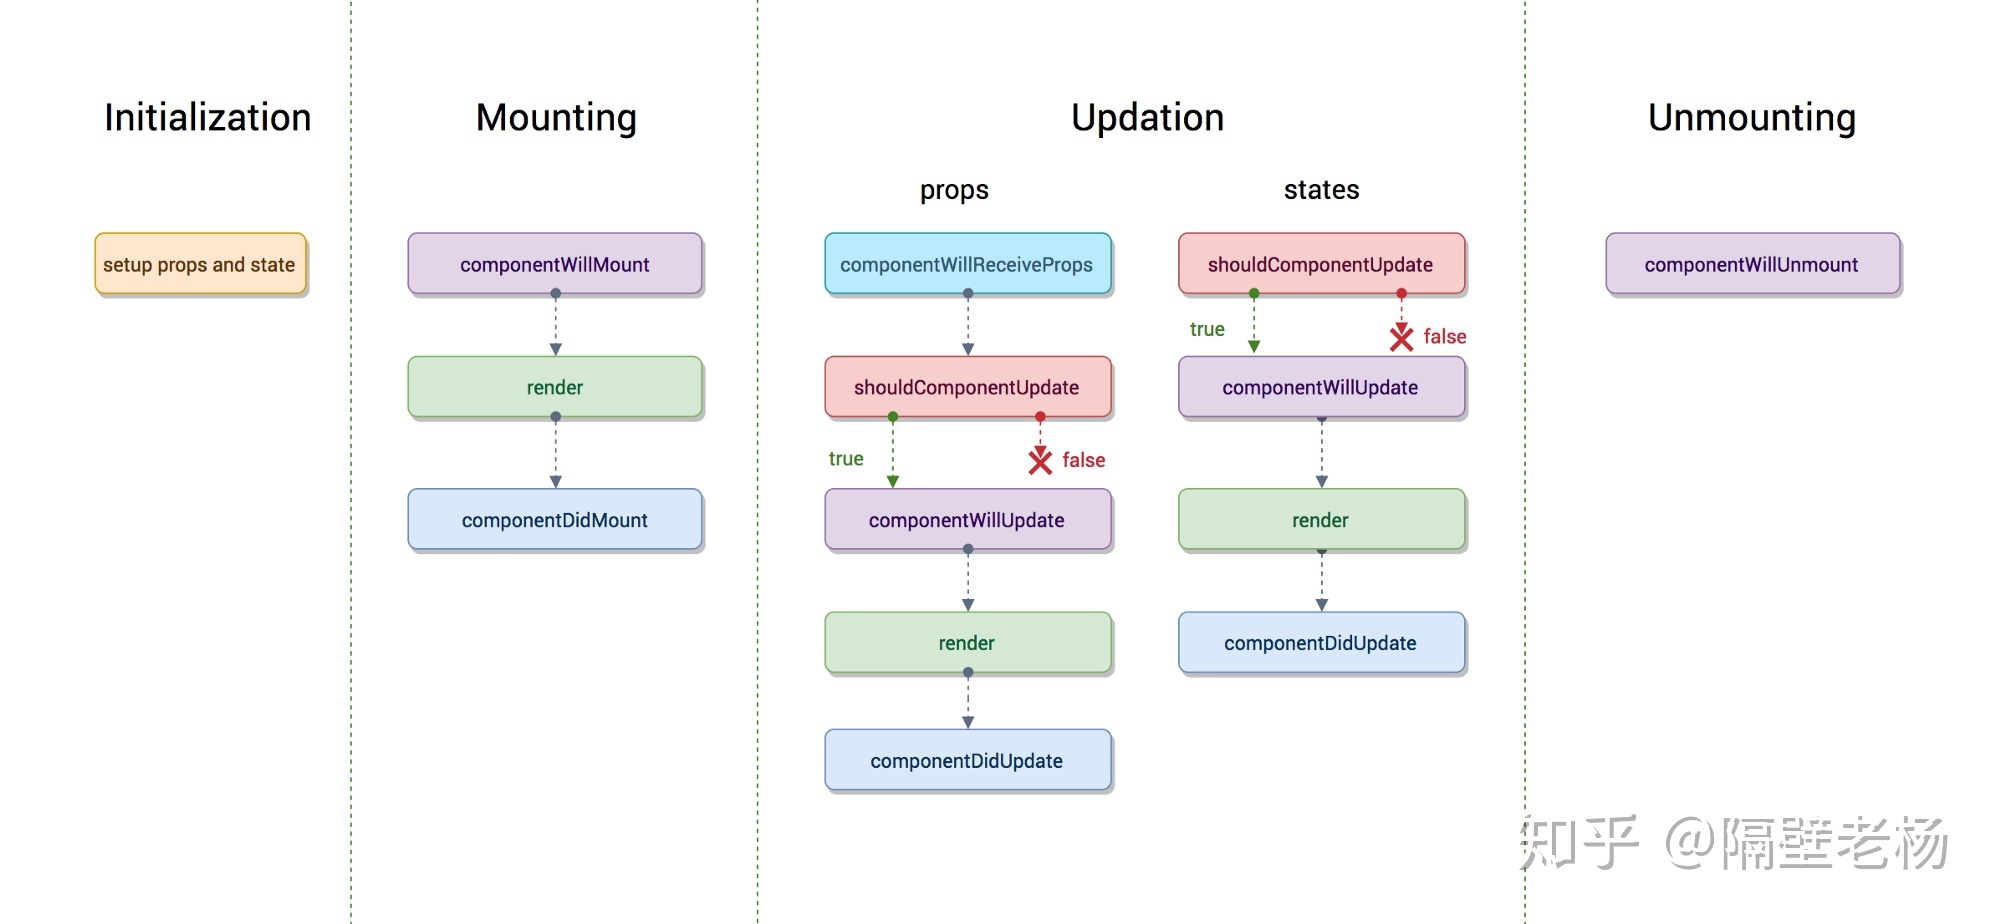 Initialization
Mounting
Updation
Unmounting
props
states
setup props and state
componentWillMount
render
componentDidMount
componentWillReceiveProps
shouldComponentUpdate
true
false
componentWillUpdate
render
componentDidUpdate
shouldComponentUpdate
true
false
componentWillUpdate
render
componentDidUpdate
componentWillUnmount
知乎 @隔壁老杨